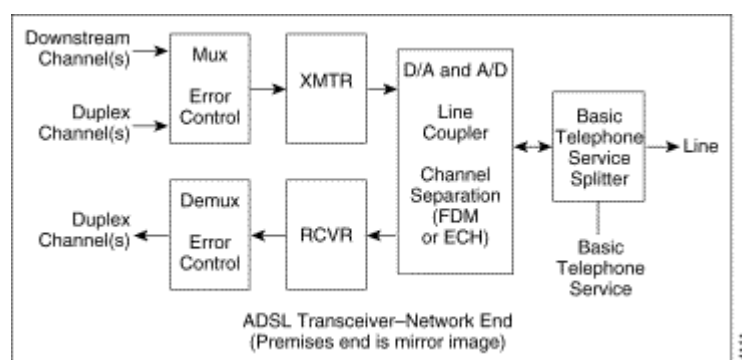 Downstream
Channel(s)
Duplex
Channel(s)
Mux
Error
Control
XMTR
D/A and A/D
Line
Coupler
Channel
Separation
(FDM
or ECH)
Basic
Telephone
Service
Splitter
Line
Duplex
Channel(s)
Demux
Error
Control
RCVR
Basic
Telephone
Service
ADSL Transceiver–Network End
(Premises end is mirror image)